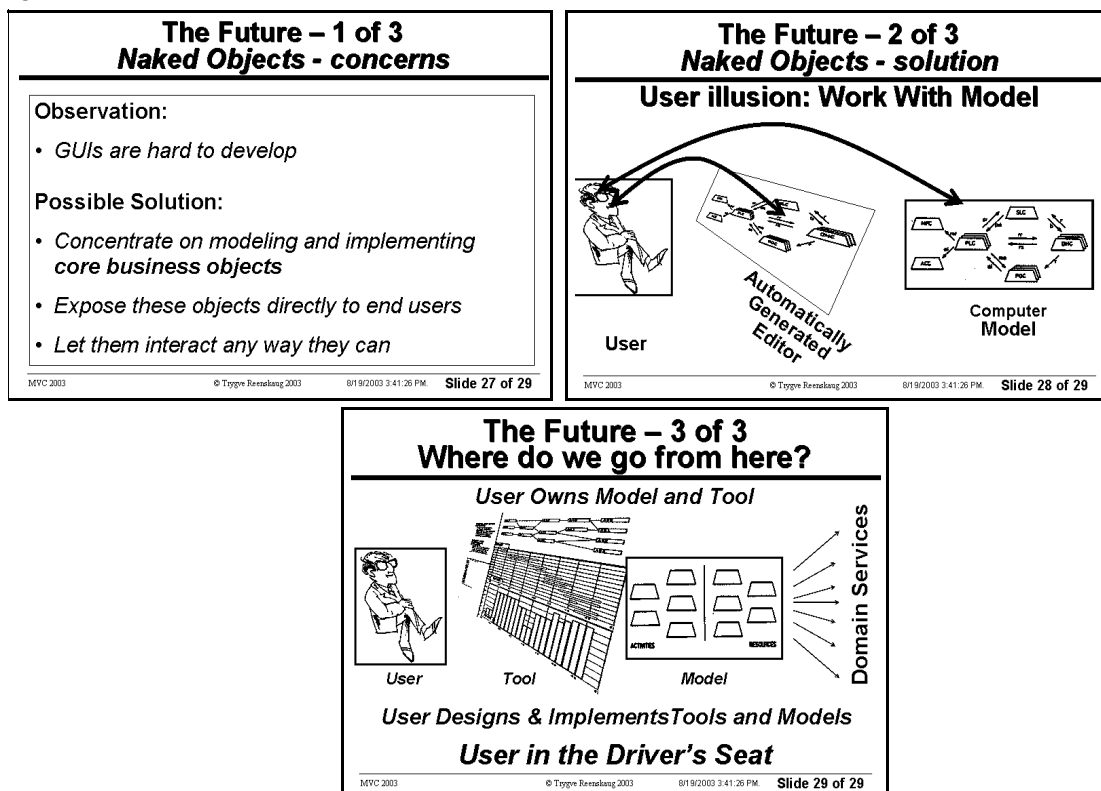 The Future – 1 of 3
Naked Objects - concerns
Observation:
• GUIs are hard to develop
Possible Solution:
• Concentrate on modeling and implementing
core business objects
• Expose these objects directly to end users
• Let them interact any way they can
MVC 2003 © Trygve Reenskaug 2003 8/19/2003 3:41:26 PM. Slide 27 of 29
The Future – 2 of 3
Naked Objects - solution
User illusion: Work With Model
User
Automatically
Generated
Editor
SLC
PLC
PGC
Computer
Model
MVC 2003 © Trygve Reenskaug 2003 8/19/2003 3:41:26 PM. Slide 28 of 29
The Future – 3 of 3
Where do we go from here?
User Owns Model and Tool
ACTIVITIES
RESOURCES
Domain Services
User
Tool
Model
User Designs & ImplementsTools and Models
User in the Driver's Seat
MVC 2003 © Trygve Reenskaug 2003 8/19/2003 3:41:26 PM. Slide 29 of 29